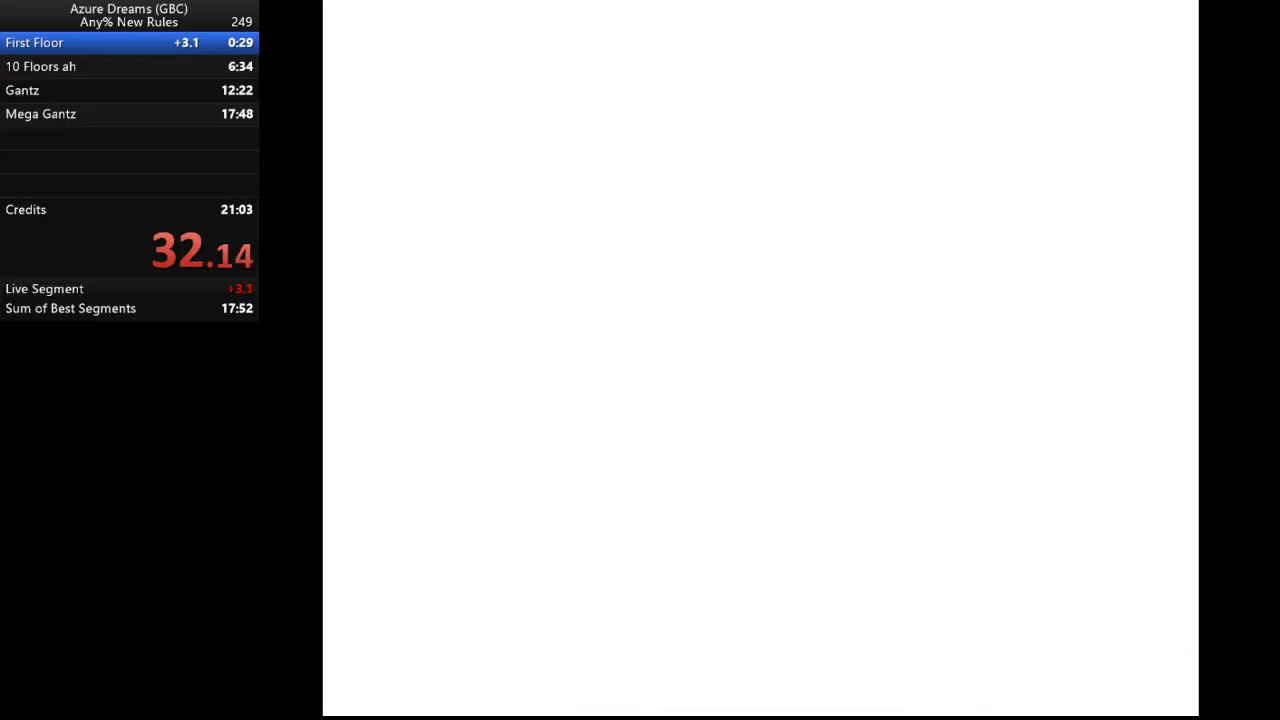 Azure Dreams (GBC)
Any% New Rules 249
First Floor +3.1 0:29
10 Floors ah 6:34
Gantz 12:22
Mega Gantz 17:48
Credits 21:03
32.14
Live Segment +3.1
Sum of Best Segments 17:52